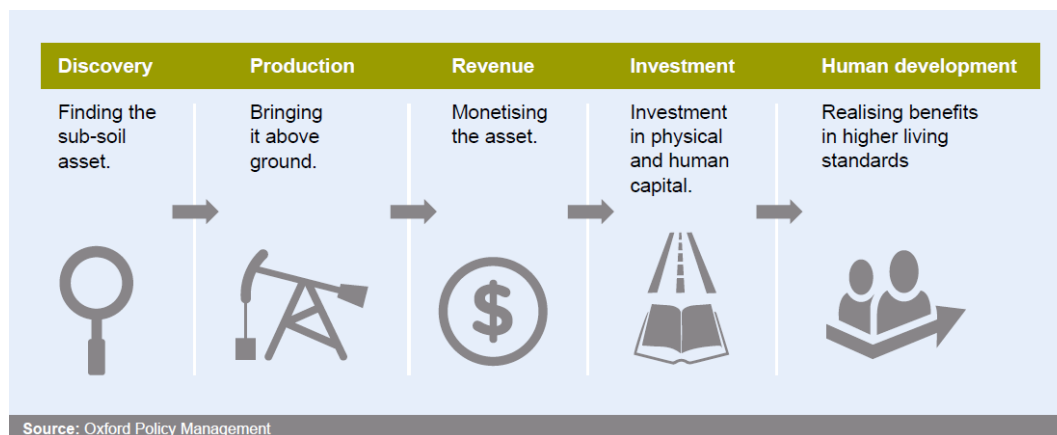 Discovery
Production
Revenue
Investment
Human development
Finding the
sub-soil
asset.
Bringing
it above
ground.
Monetising
the asset.
Investment
in physical
and human
capital.
Realising benefits
in higher living
standards
$
Source: Oxford Policy Management